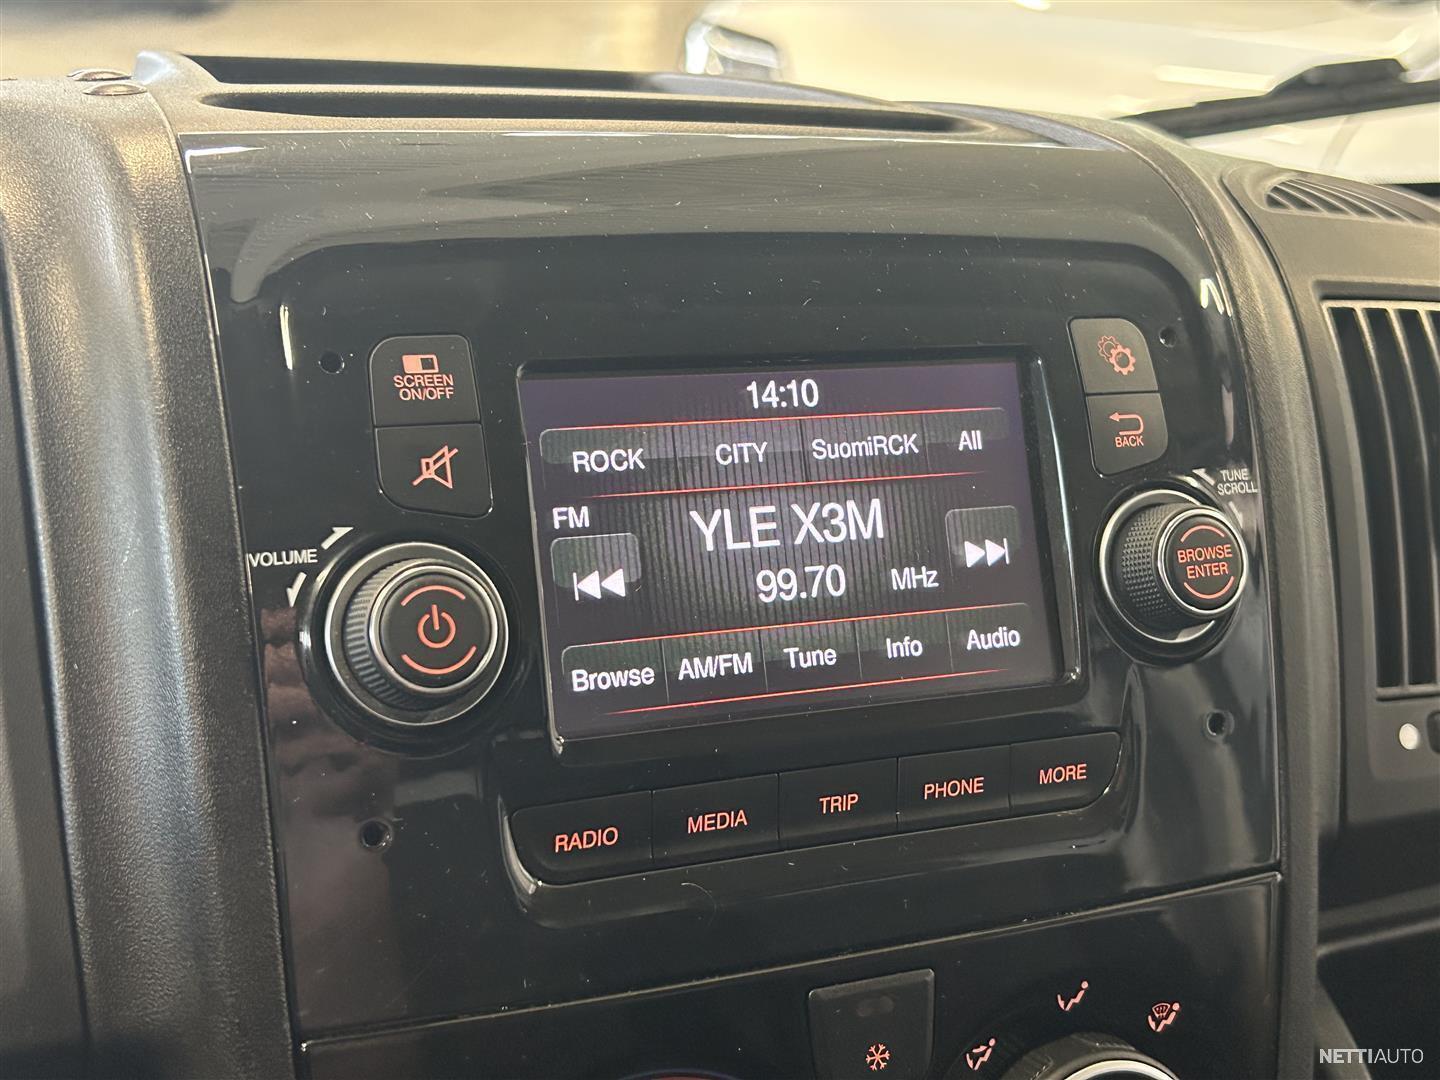 SCREEN
ON/OFF
14:10
ROCK CITY SuomiRCK All
BACK
TUNE
SCROLL
FM
YLE X3M
99.70 MHz
VOLUME
BROWSE
ENTER
Browse AM/FM Tune Info Audio
RADIO MEDIA TRIP PHONE MORE
NETTIAUTO